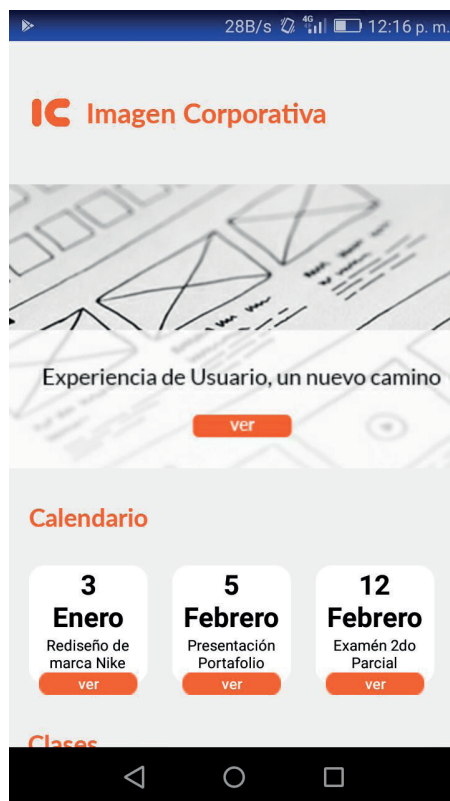 28B/s 4G 12:16 p. m.
IC Imagen Corporativa
Experiencia de Usuario, un nuevo camino
ver
Calendario
3
Enero
Rediseño de
marca Nike
ver
5
Febrero
Presentación
Portafolio
ver
12
Febrero
Examén 2do
Parcial
ver
Clases